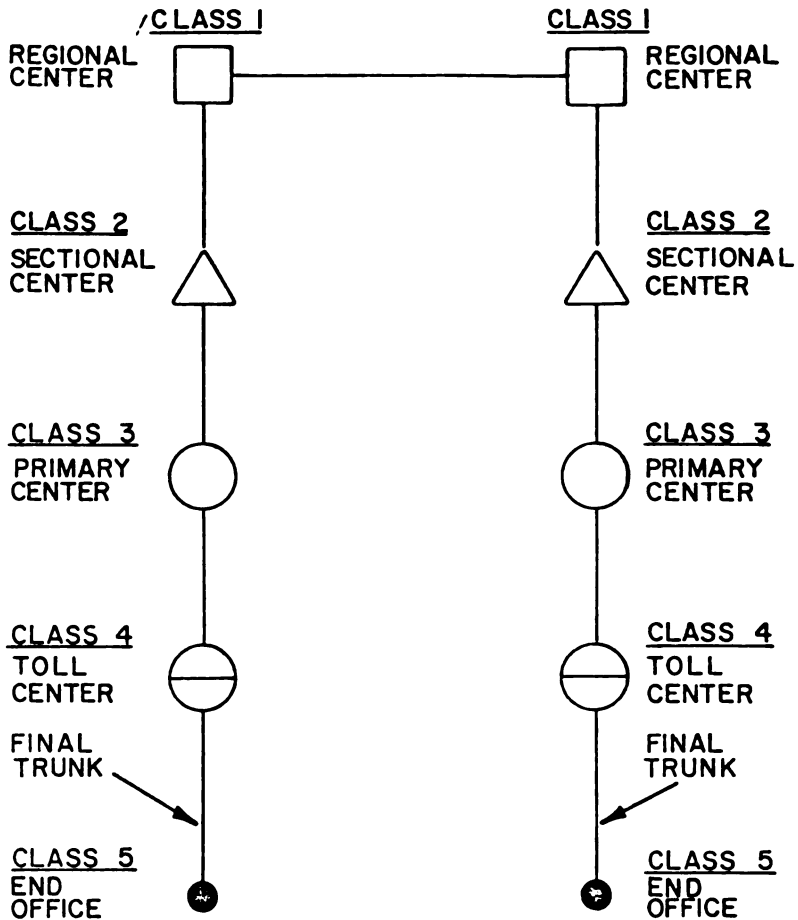 CLASS 1
REGIONAL
CENTER
CLASS 1
REGIONAL
CENTER
CLASS 2
SECTIONAL
CENTER
CLASS 2
SECTIONAL
CENTER
CLASS 3
PRIMARY
CENTER
CLASS 3
PRIMARY
CENTER
CLASS 4
TOLL
CENTER
CLASS 4
TOLL
CENTER
FINAL
TRUNK
FINAL
TRUNK
CLASS 5
END
OFFICE
CLASS 5
END
OFFICE